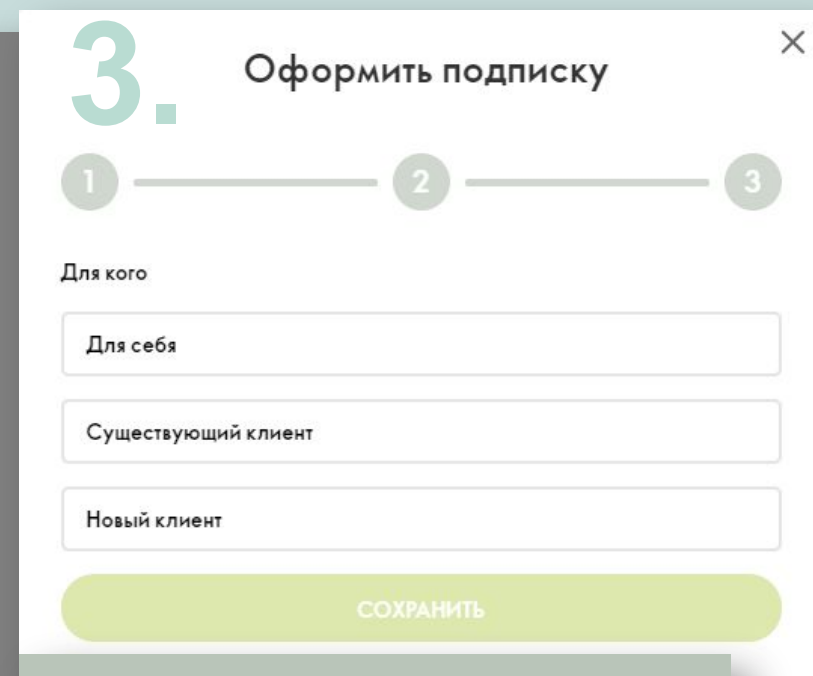 3.
Оформить подписку
1 2 3
Для кого
Для себя
Существующий клиент
Новый клиент
СОХРАНИТЬ